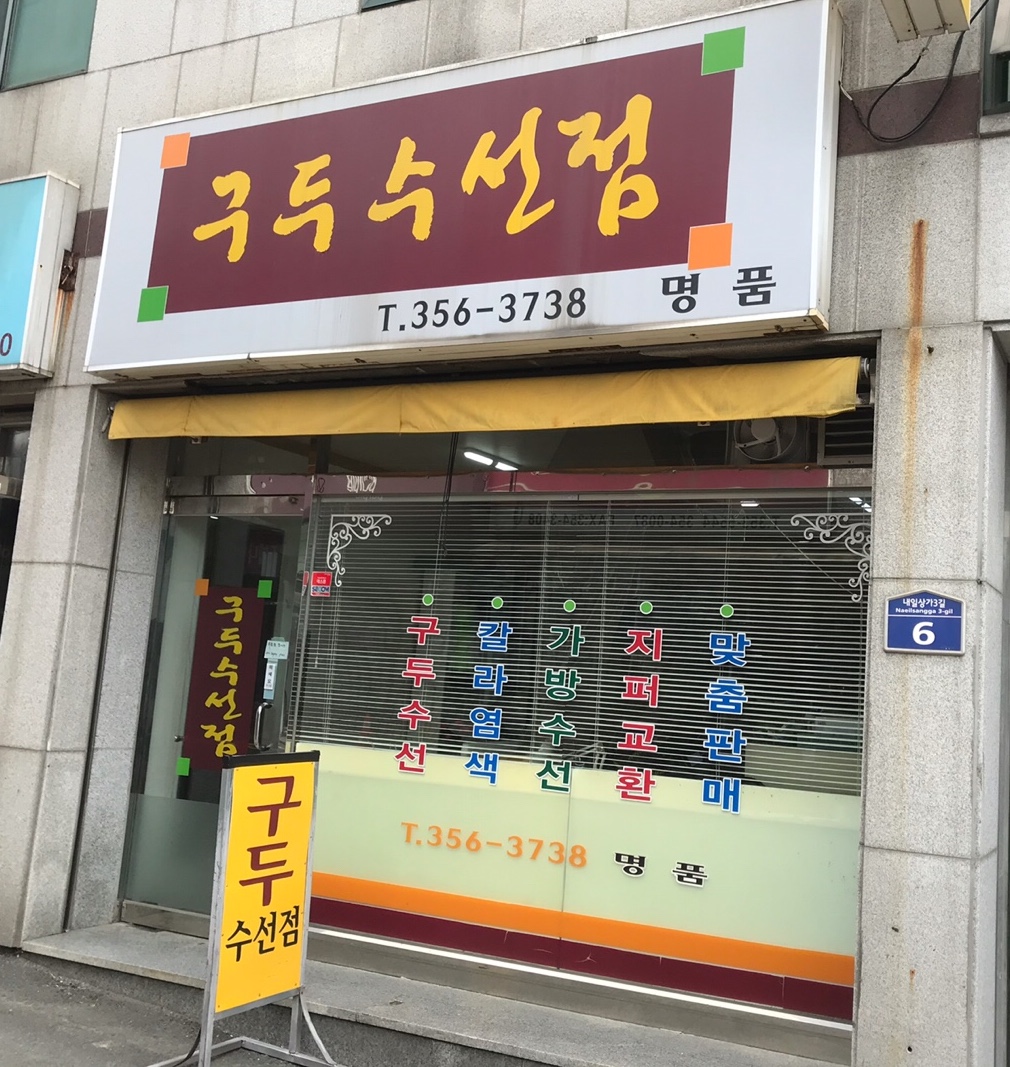 구두수선점
T.356-3738 명품
구두수선점
구두수선
칼라염색
가방수선
지퍼교환
맞춤판매
T.356-3738 명품
구두
수선점
내일상가3길
Naeilsangga 3-gil
6
0